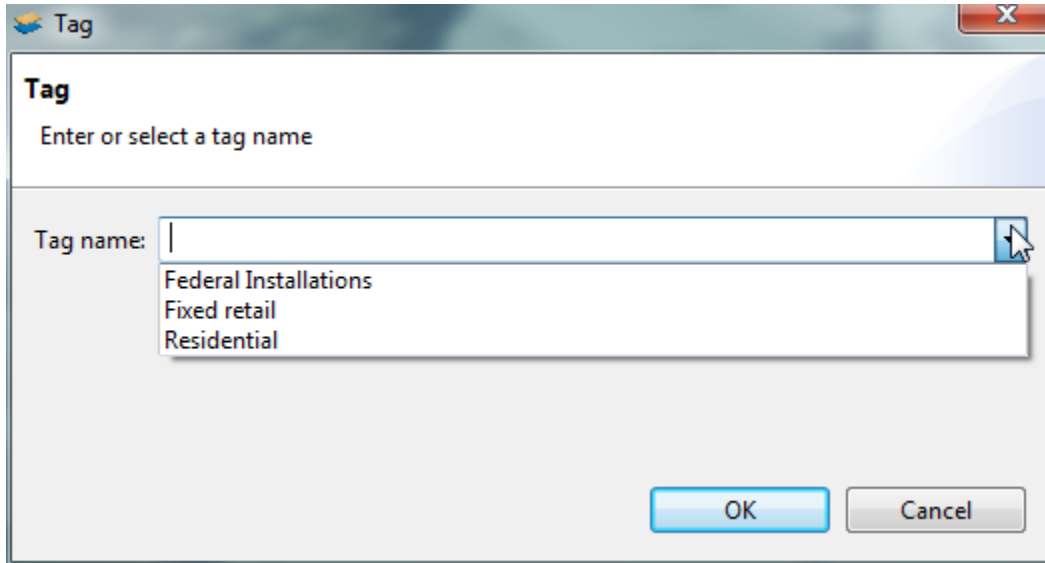 Tag
Tag
Enter or select a tag name
Tag name:
Federal Installations
Fixed retail
Residential
OK Cancel